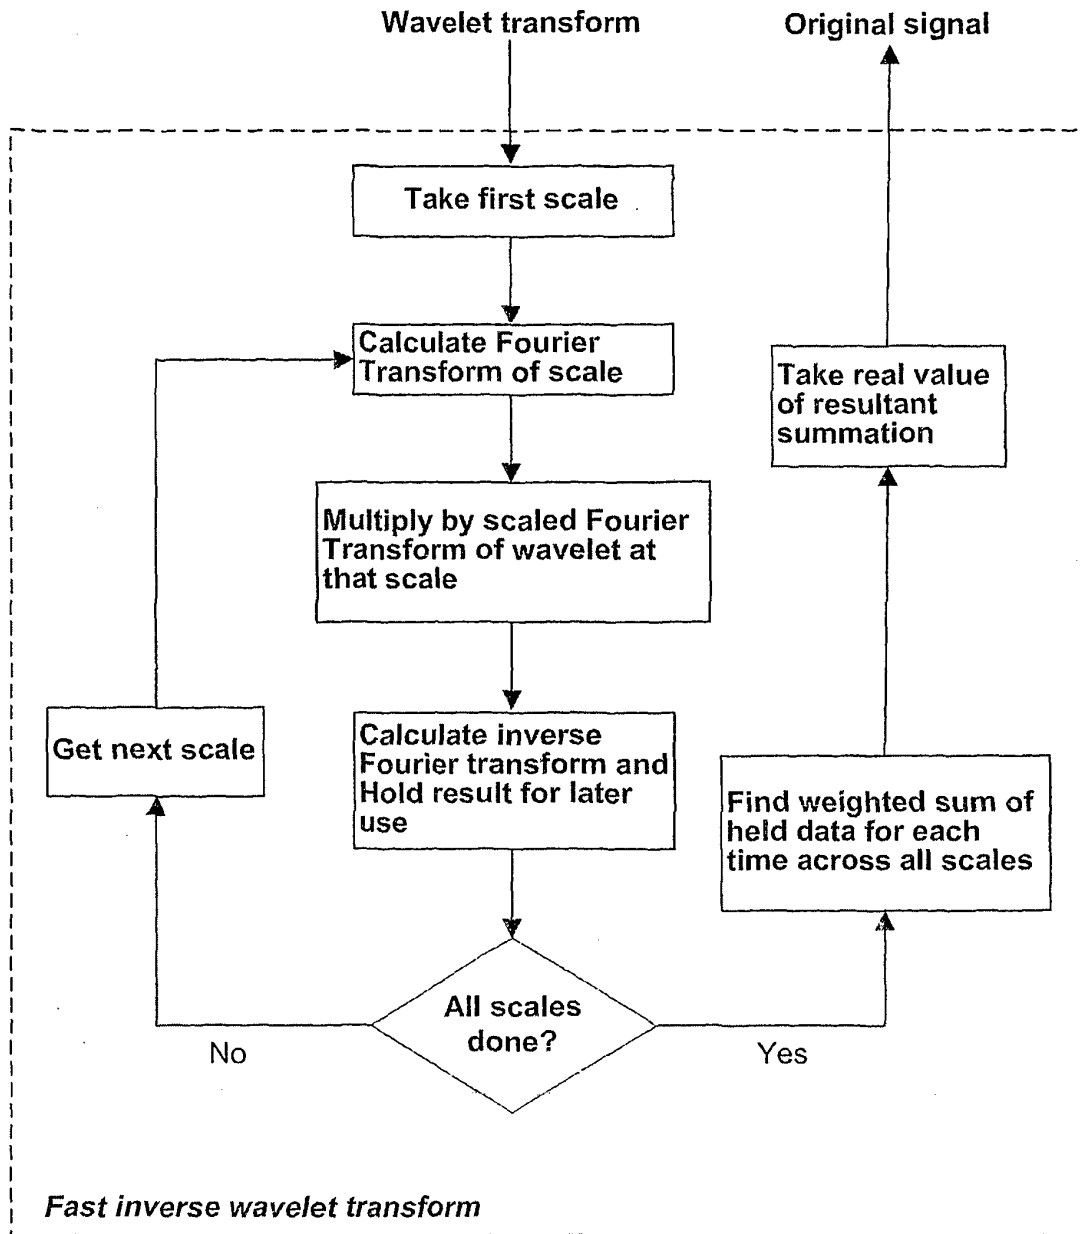 Wavelet transform
Original signal
Take first scale
Calculate Fourier
Transform of scale
Take real value
of resultant
summation
Multiply by scaled Fourier
Transform of wavelet at
that scale
Get next scale
Calculate inverse
Fourier transform and
Hold result for later
use
Find weighted sum of
held data for each
time across all scales
All scales
done?
No
Yes
Fast inverse wavelet transform